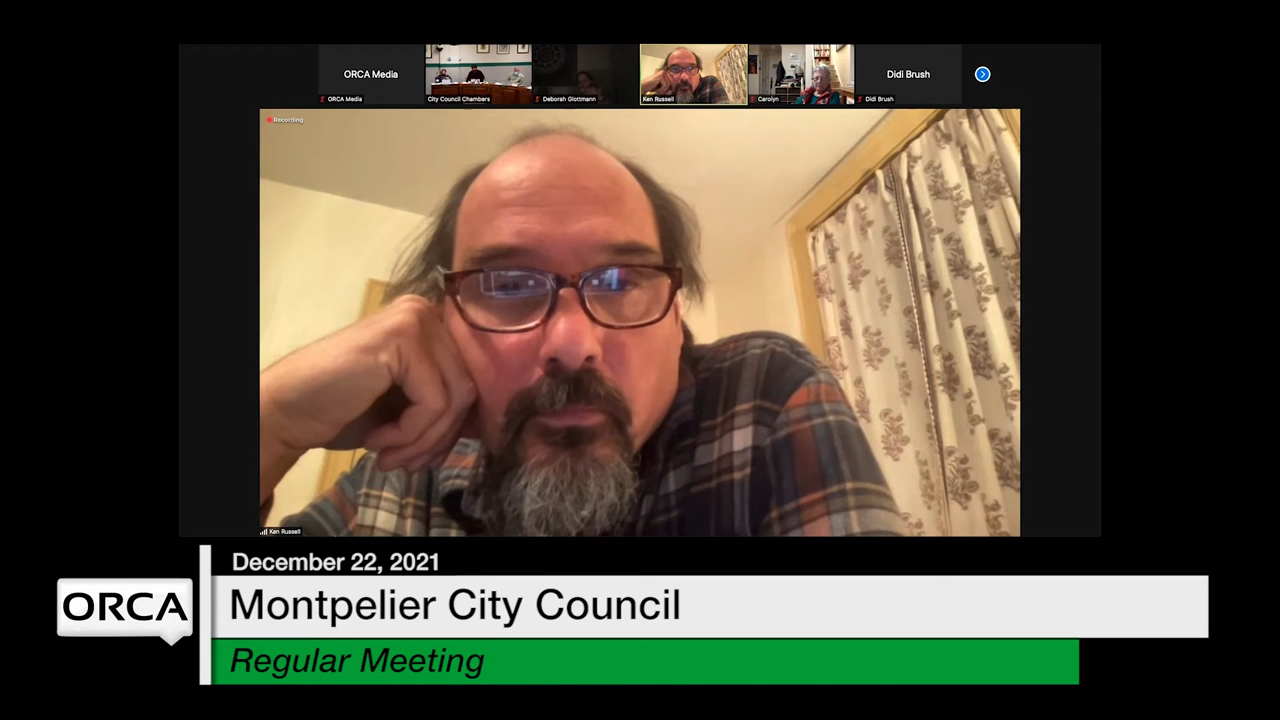 ORCA Media
Didi Brush
ORCA Media
City Council Chambers
Deborah Glottmann
Ken Russell
Carolyn
Didi Brush
Recording
Ken Russell
December 22, 2021
ORCA
Montpelier City Council
Regular Meeting